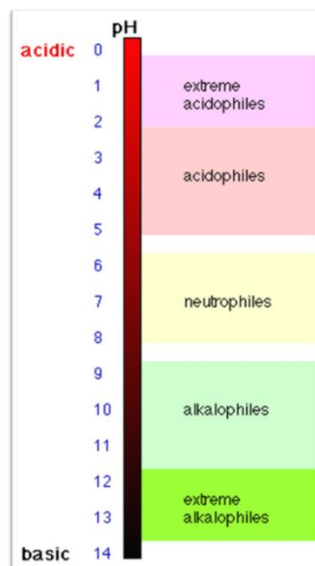 pH
acidic 0
1
extreme
acidophiles
2
3
acidophiles
4
5
6
7
neutrophiles
8
9
10
alkalophiles
11
12
extreme
13
alkalophiles
basic 14